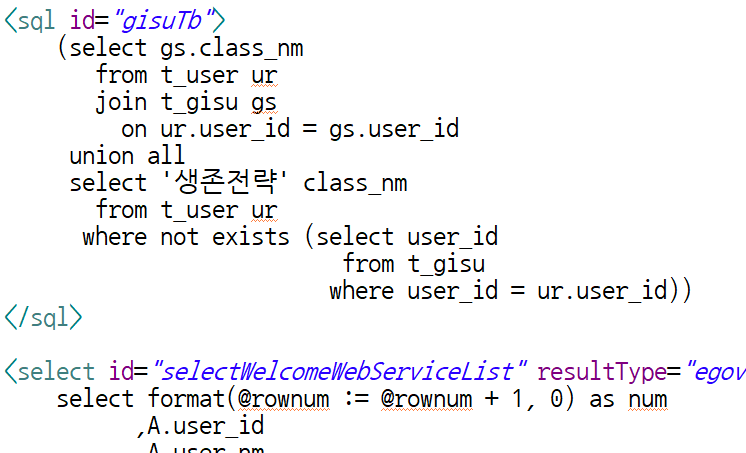 <sql id="gisuTb">
(select gs.class_nm
from t_user ur
join t_gisu gs
on ur.user_id = gs.user_id
union all
select '생존전략' class_nm
from t_user ur
where not exists (select user_id
from t_gisu
where user_id = ur.user_id))
</sql>
<select id="selectWelcomeWebServiceList" resultType="egov
select format(@rownum := @rownum + 1, 0) as num
,A.user_id
,A.user_nm